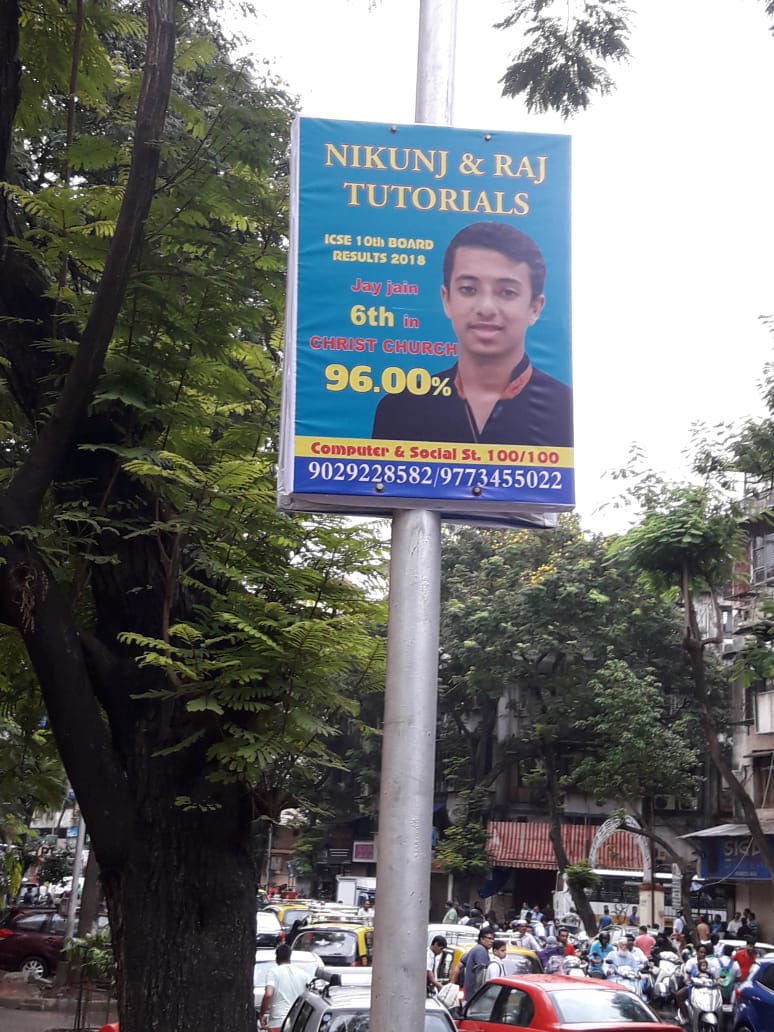 NIKUNJ & RAJ
TUTORIALS
ICSE 10th BOARD
RESULTS 2018
Jay jain
6th in
CHRIST CHURCH
96.00%
Computer & Social St. 100/100
9029228582/9773455022